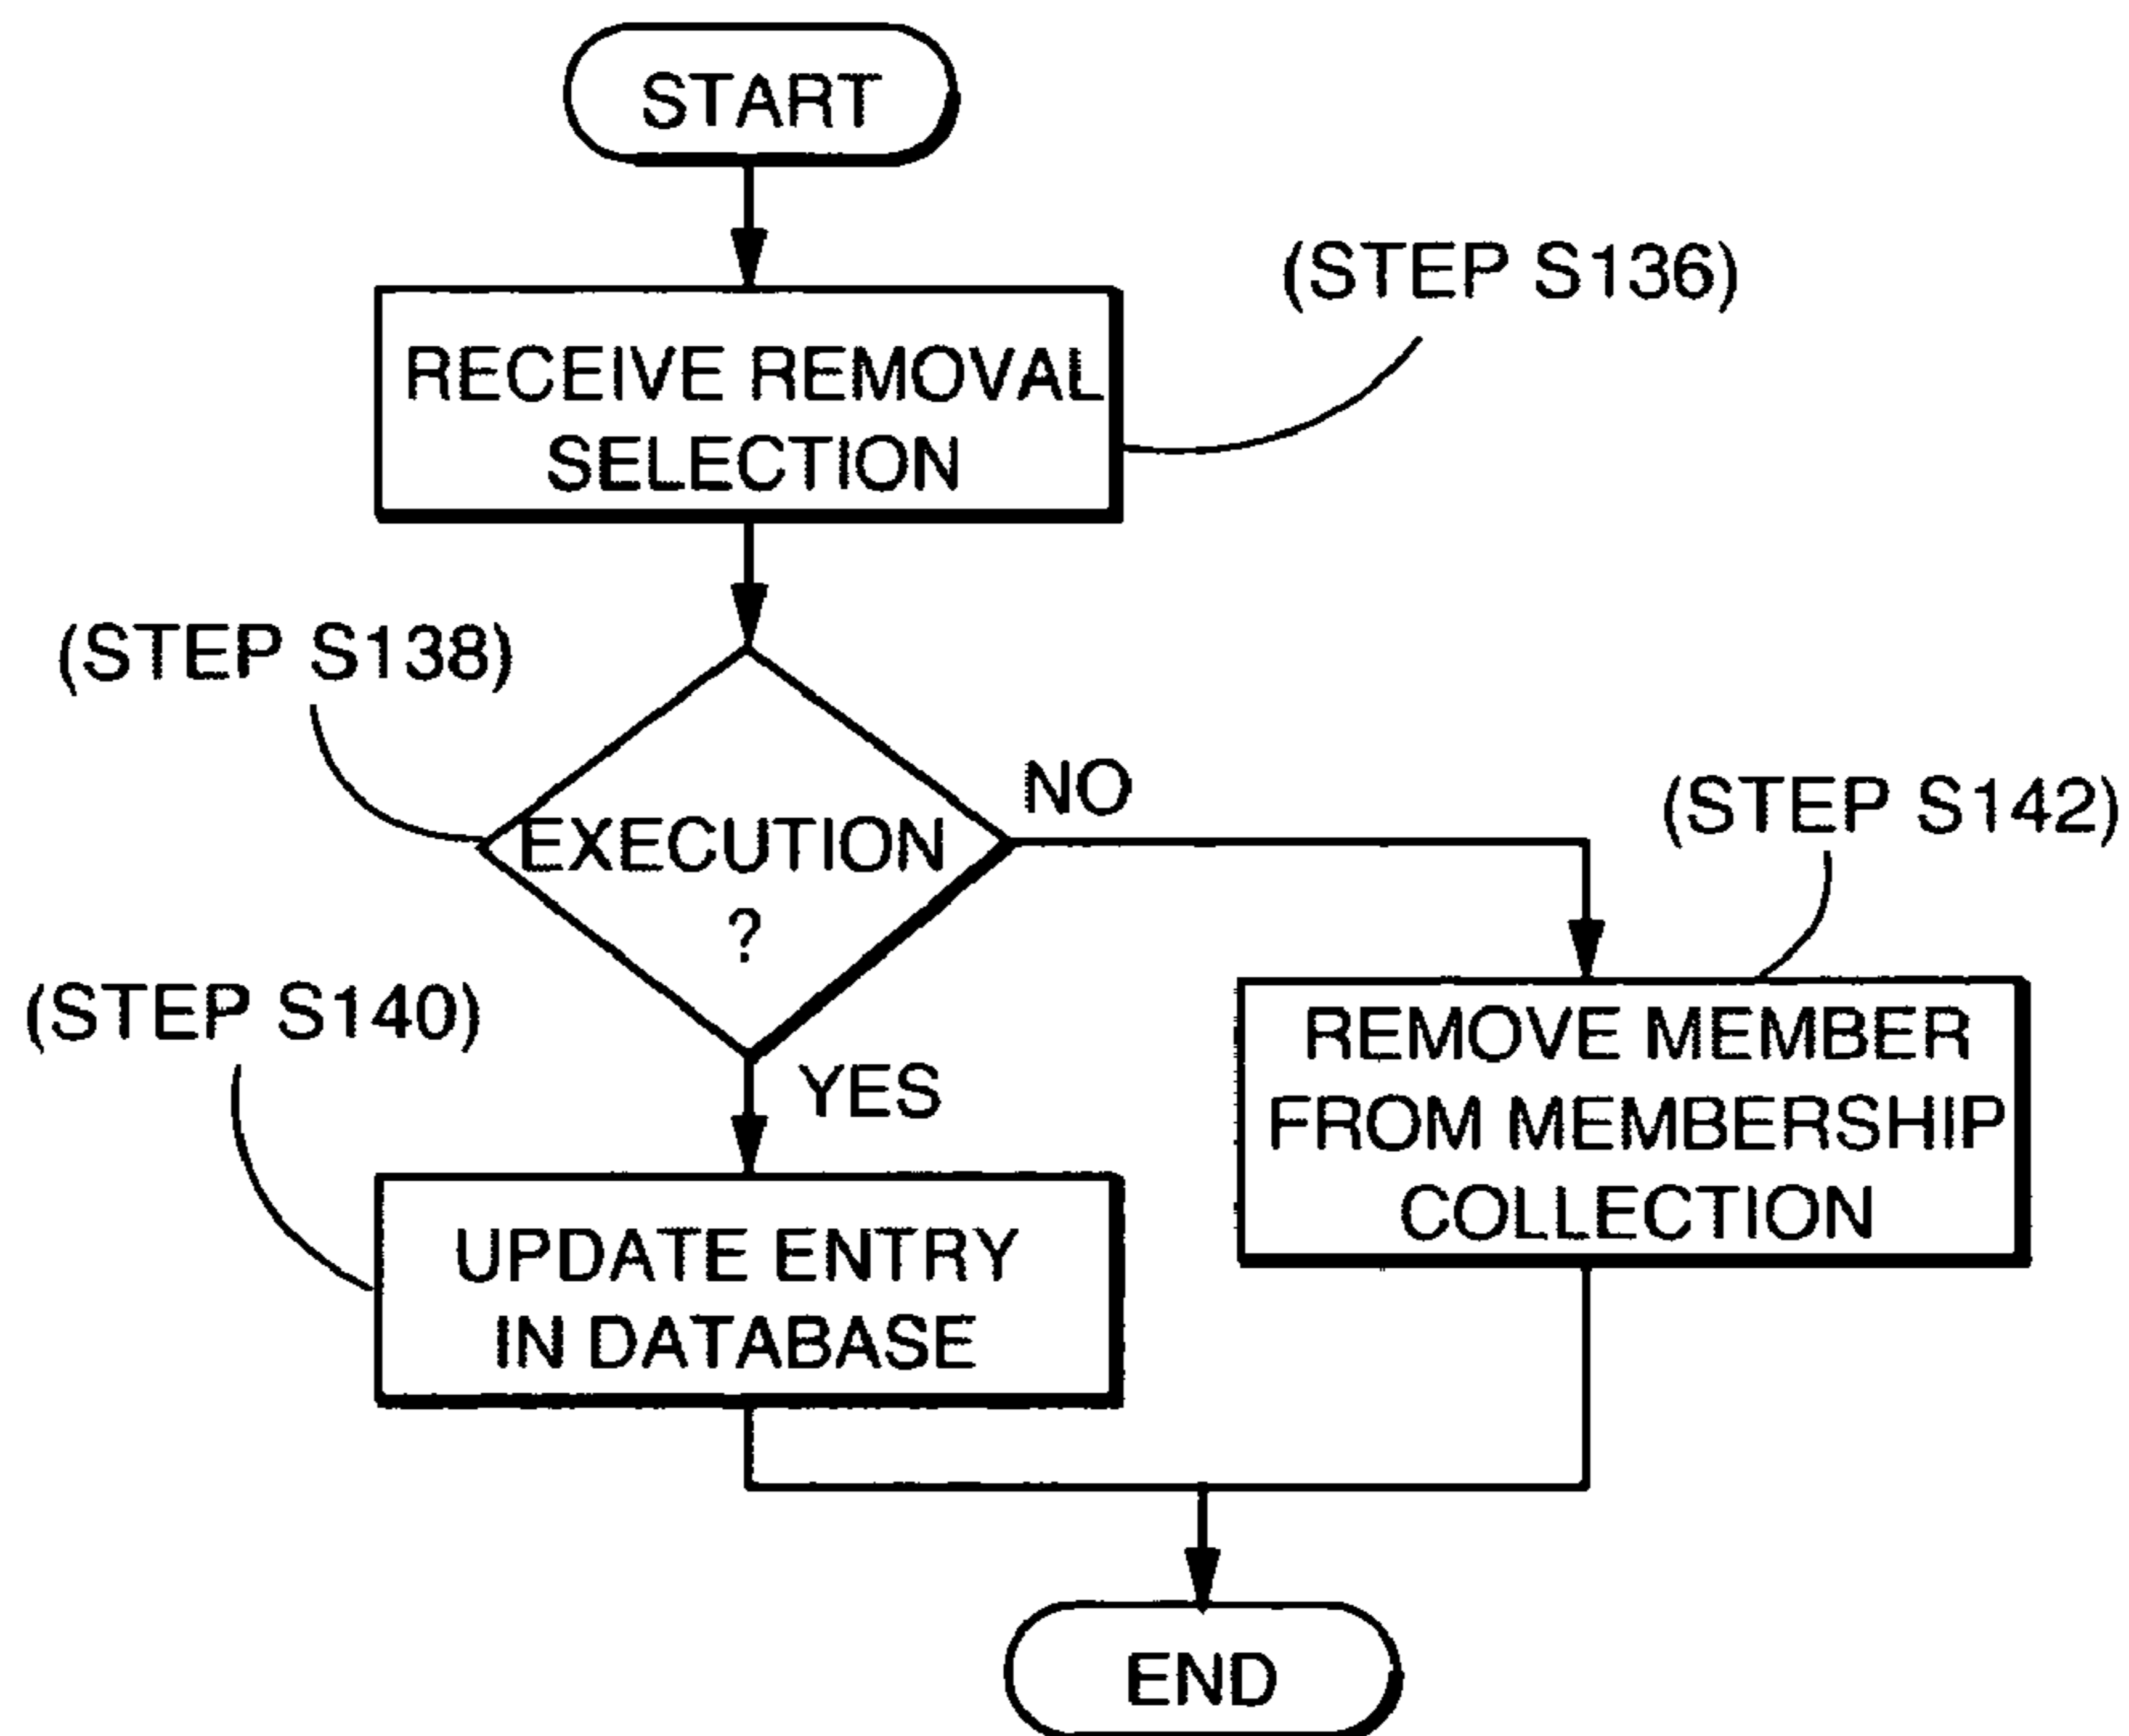 START
(STEP S136)
RECEIVE REMOVAL
SELECTION
(STEP S138)
EXECUTION
?
NO
(STEP S142)
(STEP S140)
YES
REMOVE MEMBER
FROM MEMBERSHIP
COLLECTION
UPDATE ENTRY
IN DATABASE
END